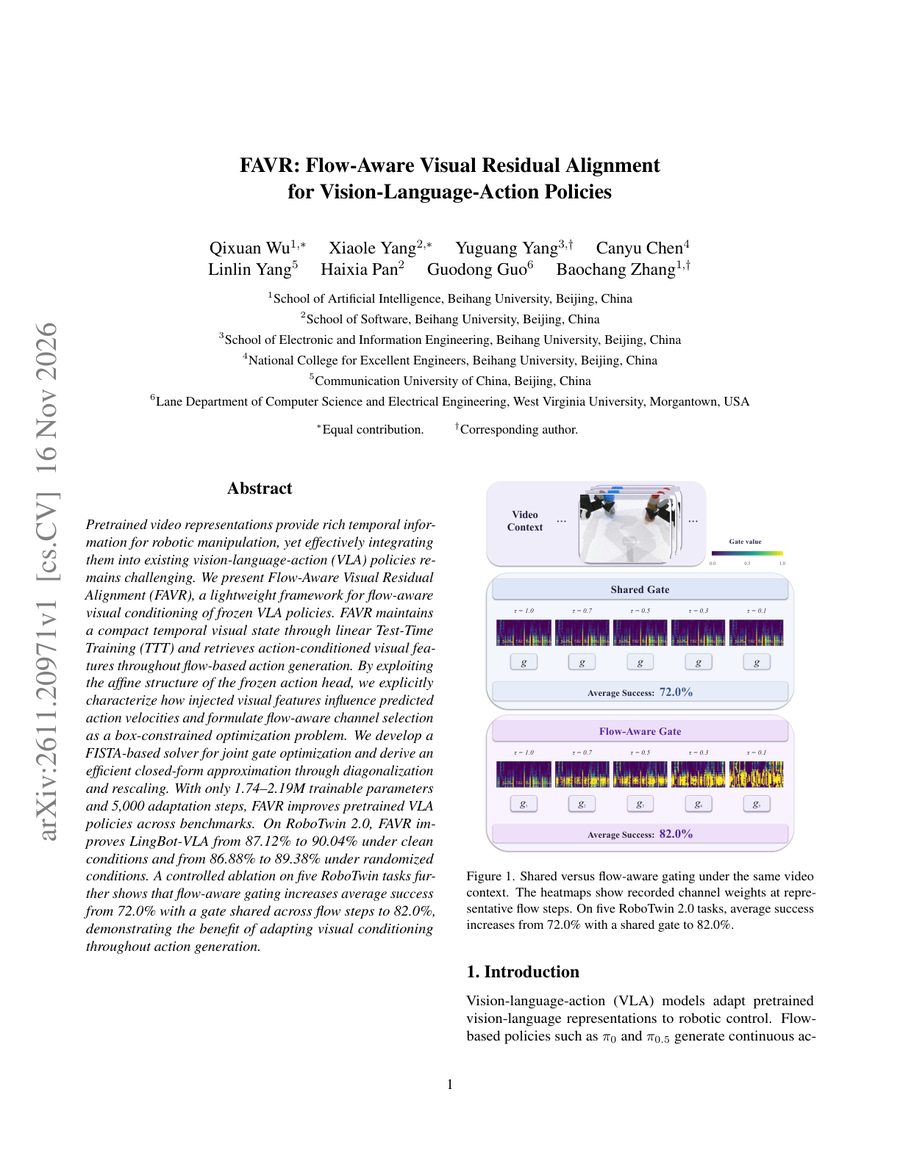 arXiv:2611.20971v1 [cs.CV] 16 Nov 2026
FAVR: Flow-Aware Visual Residual Alignment
for Vision-Language-Action Policies
Qixuan Wu1,∗ Xiaole Yang2,∗ Yuguang Yang3,† Canyu Chen4
Linlin Yang5 Haixia Pan2 Guodong Guo6 Baochang Zhang1,†
1School of Artificial Intelligence, Beihang University, Beijing, China
2School of Software, Beihang University, Beijing, China
3School of Electronic and Information Engineering, Beihang University, Beijing, China
4National College for Excellent Engineers, Beihang University, Beijing, China
5Communication University of China, Beijing, China
6Lane Department of Computer Science and Electrical Engineering, West Virginia University, Morgantown, USA
∗Equal contribution. †Corresponding author.
Abstract
Pretrained video representations provide rich temporal infor-
mation for robotic manipulation, yet effectively integrating
them into existing vision-language-action (VLA) policies re-
mains challenging. We present Flow-Aware Visual Residual
Alignment (FAVR), a lightweight framework for flow-aware
visual conditioning of frozen VLA policies. FAVR maintains
a compact temporal visual state through linear Test-Time
Training (TTT) and retrieves action-conditioned visual fea-
tures throughout flow-based action generation. By exploiting
the affine structure of the frozen action head, we explicitly
characterize how injected visual features influence predicted
action velocities and formulate flow-aware channel selection
as a box-constrained optimization problem. We develop a
FISTA-based solver for joint gate optimization and derive an
efficient closed-form approximation through diagonalization
and rescaling. With only 1.74–2.19M trainable parameters
and 5,000 adaptation steps, FAVR improves pretrained VLA
policies across benchmarks. On RoboTwin 2.0, FAVR im-
proves LingBot-VLA from 87.12% to 90.04% under clean
conditions and from 86.88% to 89.38% under randomized
conditions. A controlled ablation on five RoboTwin tasks fur-
ther shows that flow-aware gating increases average success
from 72.0% with a gate shared across flow steps to 82.0%,
demonstrating the benefit of adapting visual conditioning
throughout action generation.
Video
Context
... ...
Gate value
0.0 0.5 1.0
Shared Gate
τ = 1.0 τ = 0.7 τ = 0.5 τ = 0.3 τ = 0.1
g g g g g
Average Success: 72.0%
Flow-Aware Gate
τ = 1.0 τ = 0.7 τ = 0.5 τ = 0.3 τ = 0.1
Average Success: 82.0%
Figure 1. Shared versus flow-aware gating under the same video
context. The heatmaps show recorded channel weights at repre-
sentative flow steps. On five RoboTwin 2.0 tasks, average success
increases from 72.0% with a shared gate to 82.0%.
1. Introduction
Vision-language-action (VLA) models adapt pretrained
vision-language representations to robotic control. Flow-
based policies such as π0 and π0.5 generate continuous ac-
1